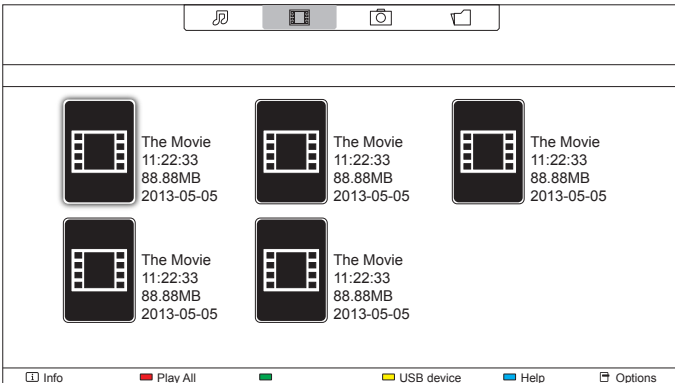 The Movie
11:22:33
88.88MB
2013-05-05
The Movie
11:22:33
88.88MB
2013-05-05
The Movie
11:22:33
88.88MB
2013-05-05
The Movie
11:22:33
88.88MB
2013-05-05
The Movie
11:22:33
88.88MB
2013-05-05
i Info Play All USB device Help Options